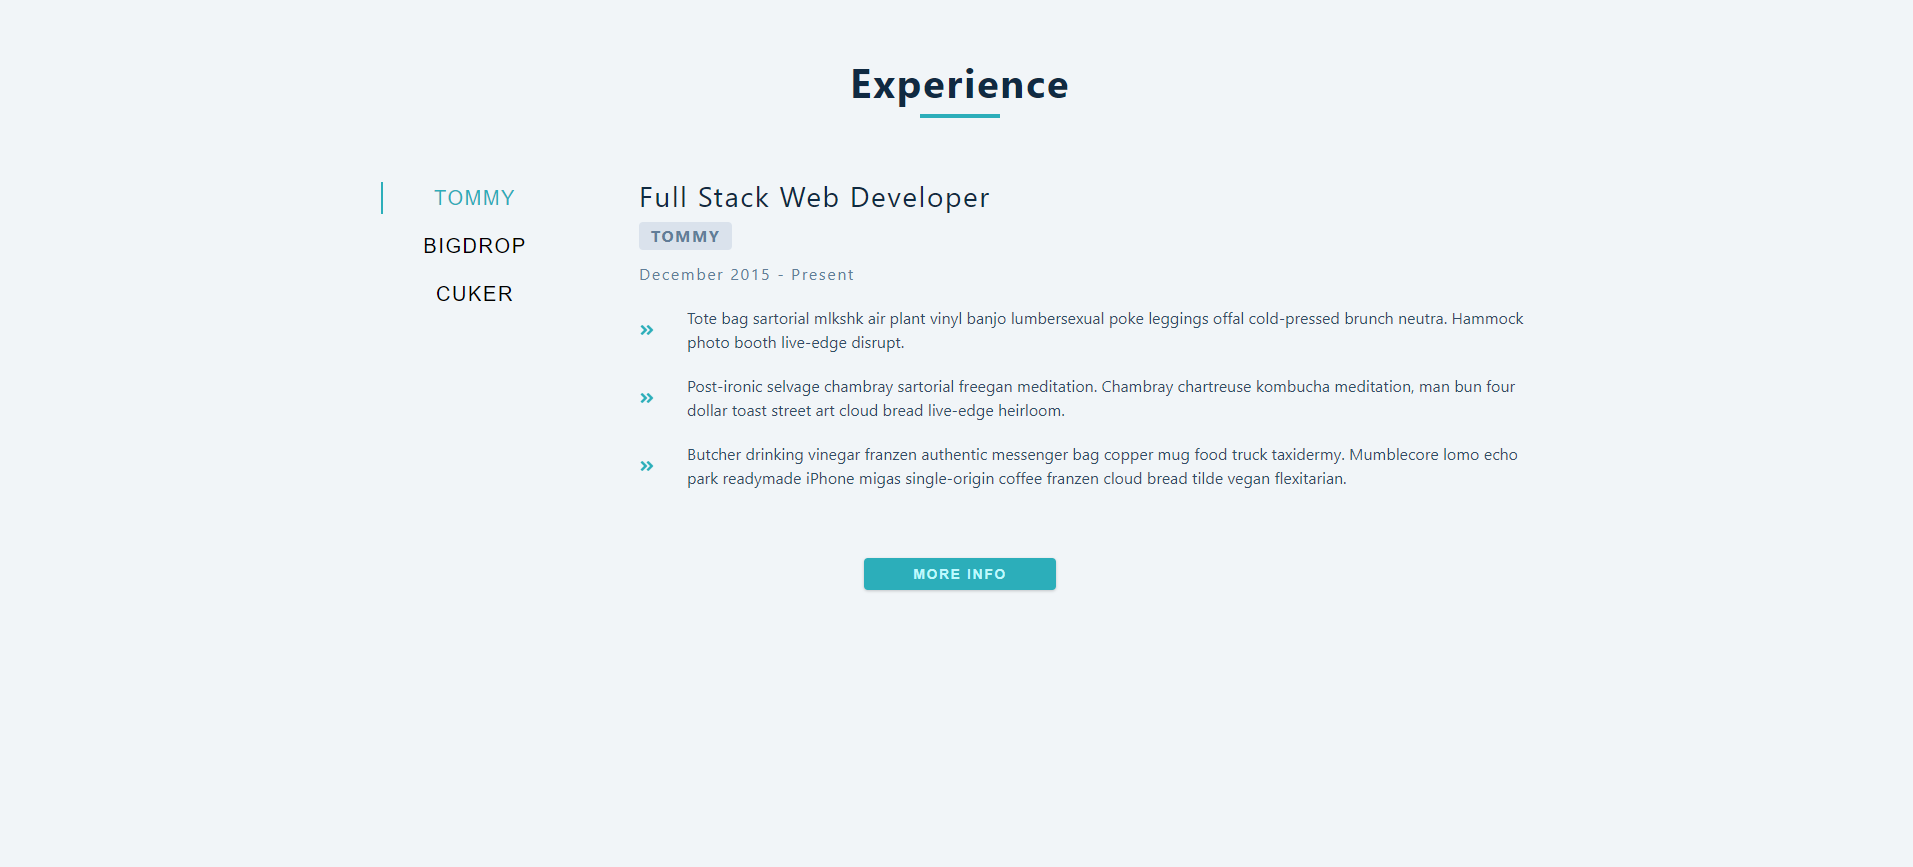 Experience
TOMMY
BIGDROP
CUKER
Full Stack Web Developer
TOMMY
December 2015 - Present
Tote bag sartorial mlkshk air plant vinyl banjo lumbersexual poke leggings offal cold-pressed brunch neutra. Hammock
photo booth live-edge disrupt.
Post-ironic selvage chambray sartorial freegan meditation. Chambray chartreuse kombucha meditation, man bun four
dollar toast street art cloud bread live-edge heirloom.
Butcher drinking vinegar franzen authentic messenger bag copper mug food truck taxidermy. Mumblecore lomo echo
park readymade iPhone migas single-origin coffee franzen cloud bread tilde vegan flexitarian.
MORE INFO